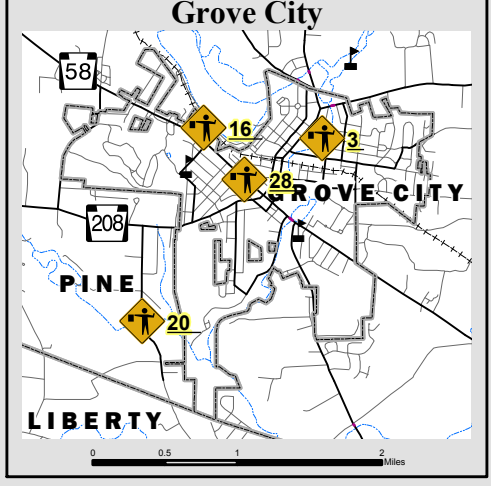 Grove City
58
16
3
28
GROVE CITY
208
PINE
20
LIBERTY
0 0.5 1 2
Miles